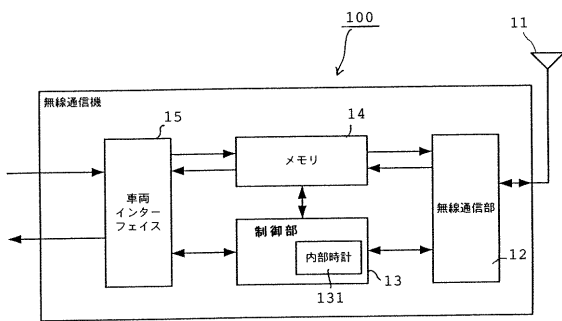 100
11
無線通信機
15
14
メモリ
車両
インター
フェイス
無線通信部
制御部
内部時計
131
13
12